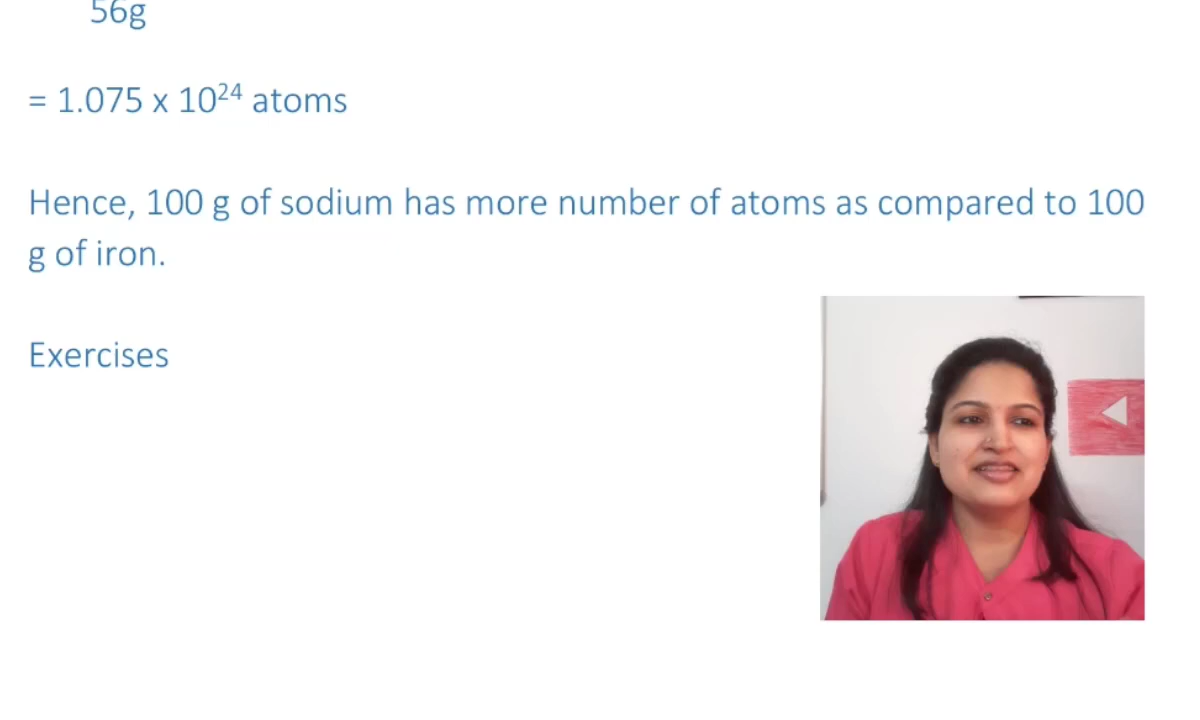 56g
= 1.075 x 10²⁴ atoms
Hence, 100 g of sodium has more number of atoms as compared to 100
g of iron.
Exercises